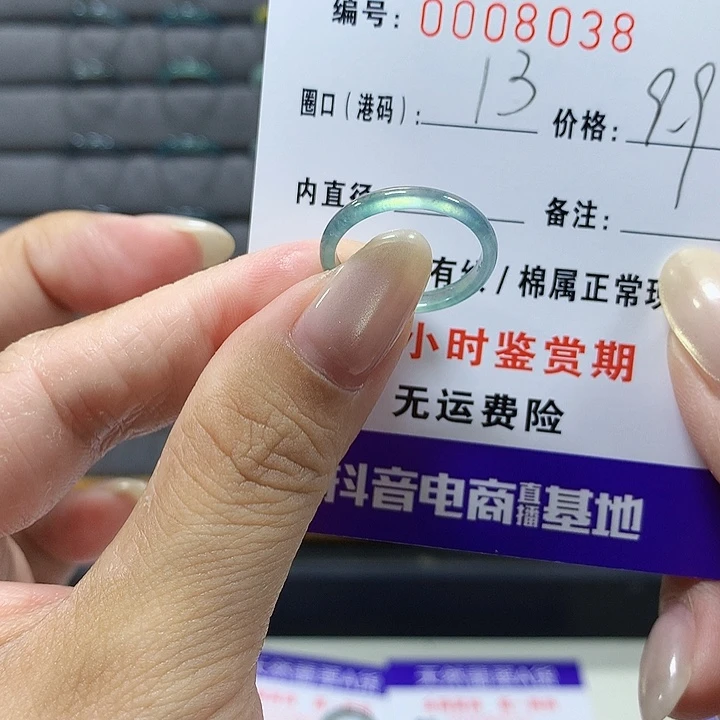 编号: 0008038
圈口(港码): 13 价格: 99
内直径 备注:
有纹/棉属正常现
小时鉴赏期
无运费险
抖音电商直播基地